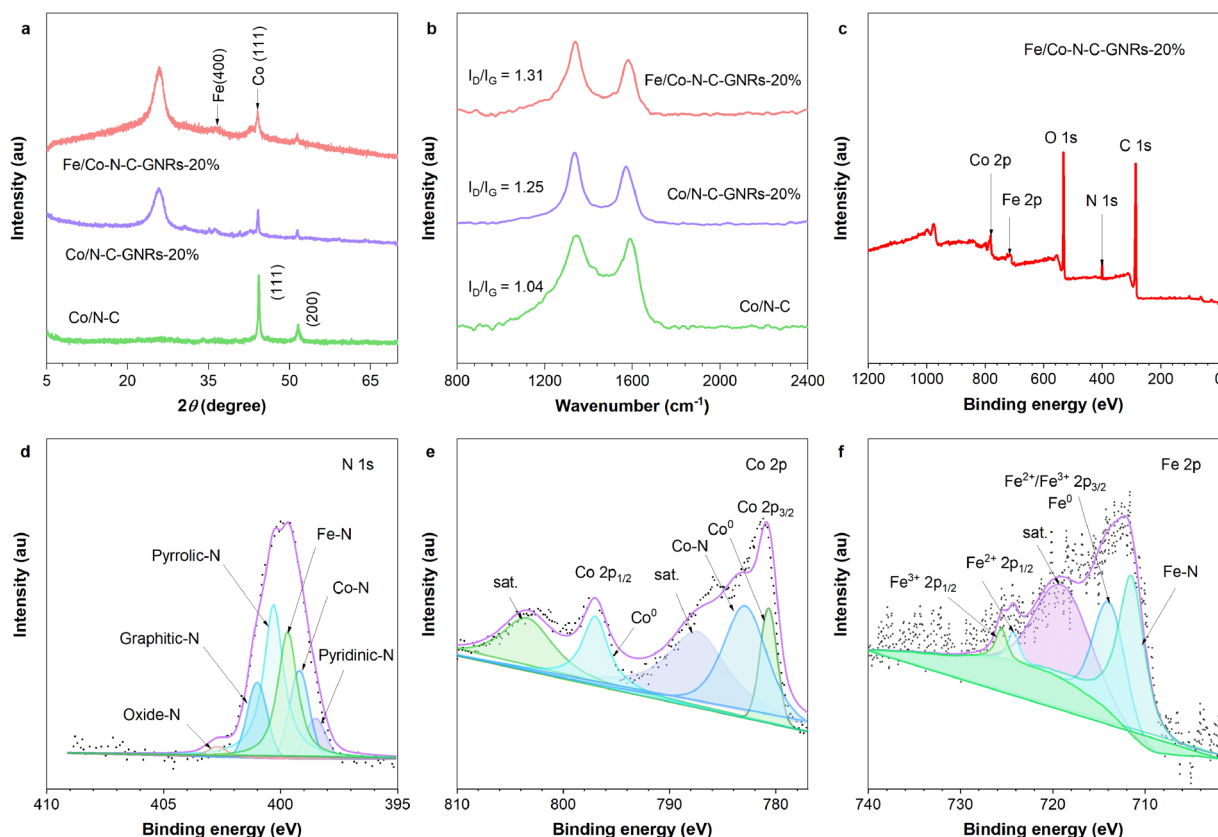 a
Fe(400)
Co (111)
Fe/Co-N-C-GNRs-20%
Co/N-C-GNRs-20%
(111)
(200)
Co/N-C
Intensity (au)
5 20 35 50 65
2θ (degree)
b
I_D/I_G = 1.31
Fe/Co-N-C-GNRs-20%
I_D/I_G = 1.25
Co/N-C-GNRs-20%
I_D/I_G = 1.04
Co/N-C
Intensity (au)
800 1200 1600 2000 2400
Wavenumber (cm⁻¹)
c
Fe/Co-N-C-GNRs-20%
O 1s
C 1s
Co 2p
Fe 2p
N 1s
Intensity (au)
1200 1000 800 600 400 200 0
Binding energy (eV)
d
N 1s
Fe-N
Pyrrolic-N
Co-N
Graphitic-N
Pyridinic-N
Oxide-N
Intensity (au)
410 405 400 395
Binding energy (eV)
e
Co 2p
Co 2p₃/₂
Co⁰
Co-N
Co 2p₁/₂
sat.
sat.
Co⁰
Intensity (au)
810 800 790 780
Binding energy (eV)
f
Fe 2p
Fe²⁺/Fe³⁺ 2p₃/₂
Fe⁰
sat.
Fe²⁺ 2p₁/₂
Fe³⁺ 2p₁/₂
Fe-N
Intensity (au)
740 730 720 710
Binding energy (eV)